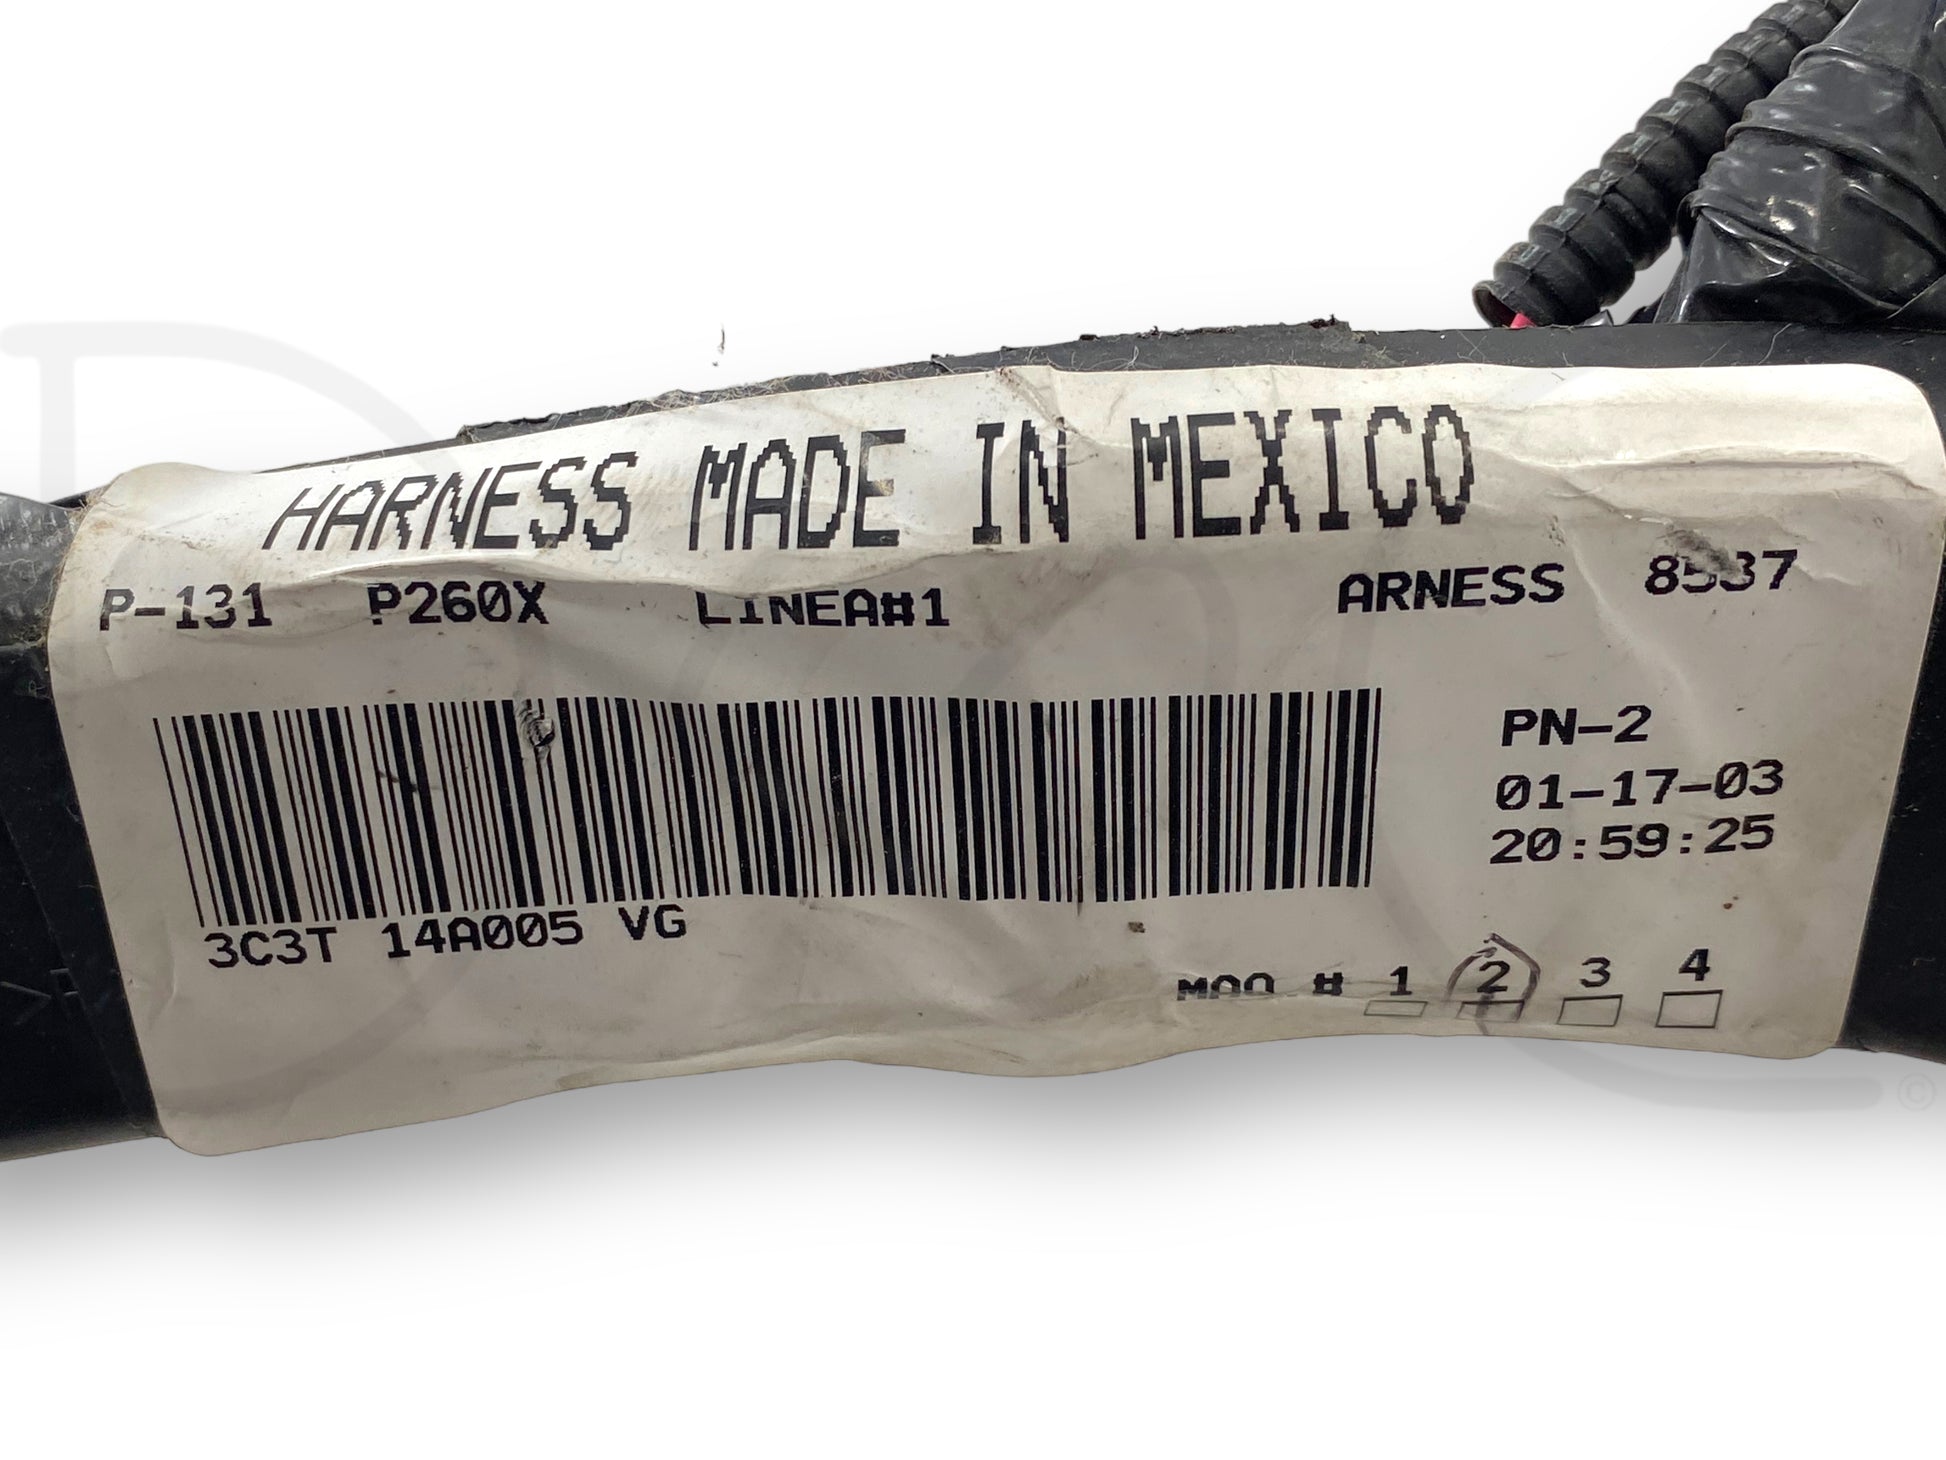 HARNESS MADE IN MEXICO
P-131 P260X LINEA#1 ARNESS 8537
PN-2
01-17-03
20:59:25
3C3T 14A005 VG
MAQ # 1 2 3 4
©